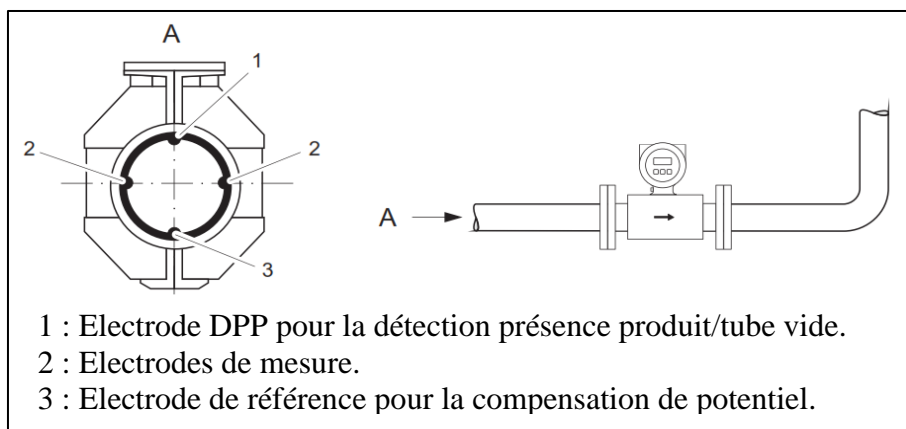 A
1
2
2
A
3
1 : Electrode DPP pour la détection présence produit/tube vide.
2 : Electrodes de mesure.
3 : Electrode de référence pour la compensation de potentiel.